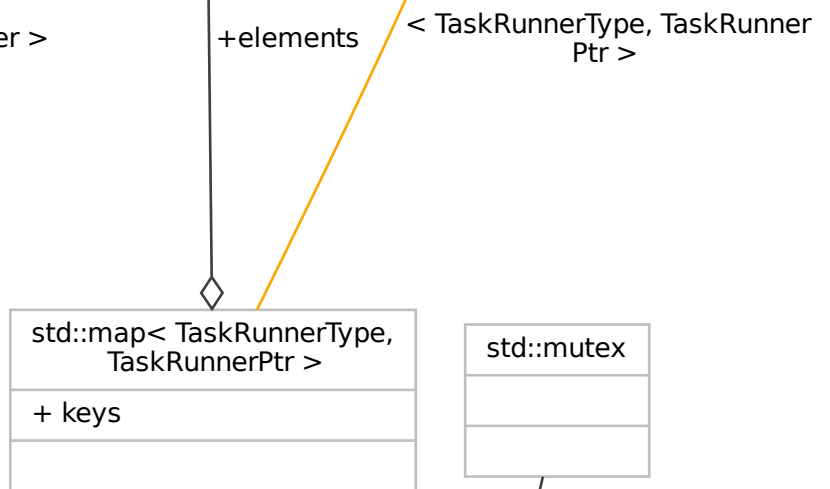 < TaskRunnerType, TaskRunner
Ptr >
er >
+elements
std::map< TaskRunnerType,
TaskRunnerPtr >
+ keys
std::mutex